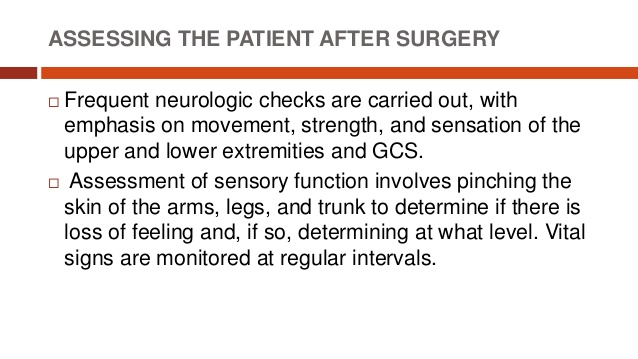 ASSESSING THE PATIENT AFTER SURGERY
Frequent neurologic checks are carried out, with
emphasis on movement, strength, and sensation of the
upper and lower extremities and GCS.
Assessment of sensory function involves pinching the
skin of the arms, legs, and trunk to determine if there is
loss of feeling and, if so, determining at what level. Vital
signs are monitored at regular intervals.